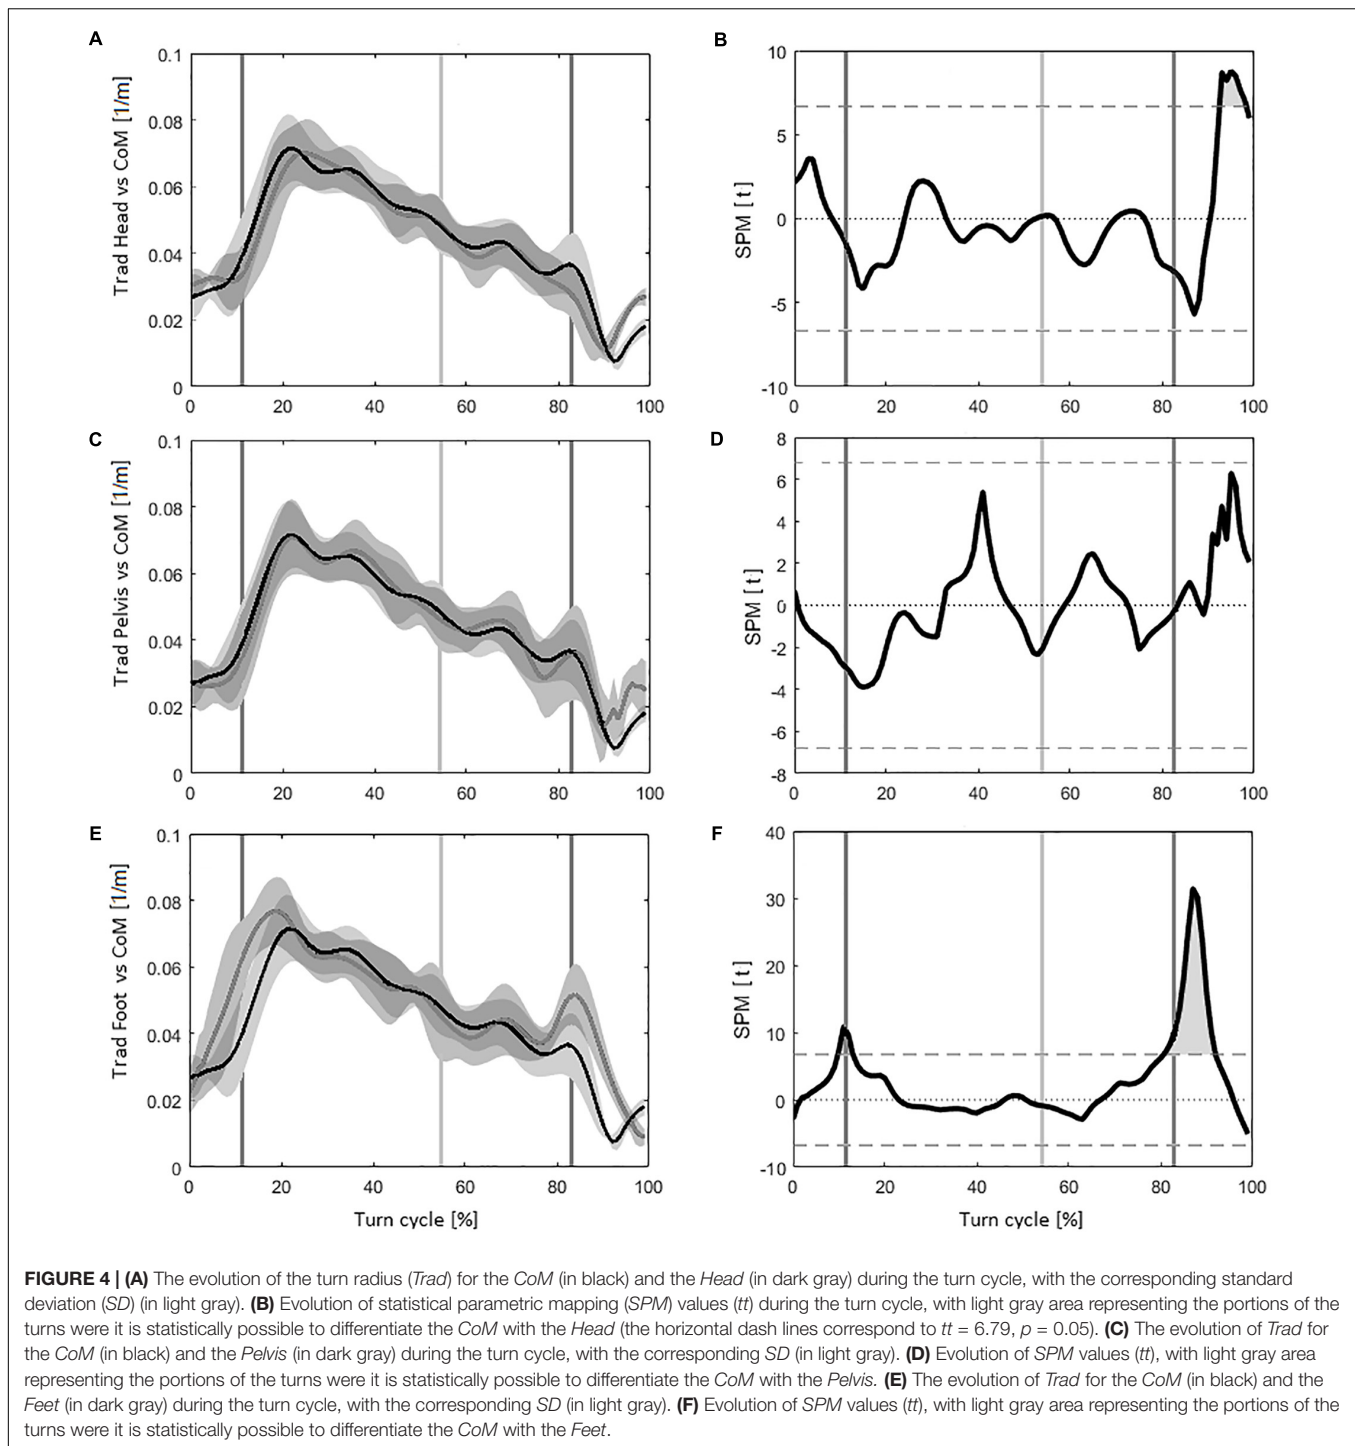 A
0.1
0.08
0.06
0.04
0.02
0
Trad Head vs CoM [1/m]
0 20 40 60 80 100
B
10
5
0
-5
-10
SPM [ t ]
0 20 40 60 80 100
C
0.1
0.08
0.06
0.04
0.02
0
Trad Pelvis vs CoM [1/m]
0 20 40 60 80 100
D
8
6
4
2
0
-2
-4
-6
-8
SPM [ t ]
0 20 40 60 80 100
E
0.1
0.08
0.06
0.04
0.02
0
Trad Foot vs CoM [1/m]
0 20 40 60 80 100
Turn cycle [%]
F
40
30
20
10
0
-10
SPM [ t ]
0 20 40 60 80 100
Turn cycle [%]
FIGURE 4 | (A) The evolution of the turn radius (Trad) for the CoM (in black) and the Head (in dark gray) during the turn cycle, with the corresponding standard
deviation (SD) (in light gray). (B) Evolution of statistical parametric mapping (SPM) values (tt) during the turn cycle, with light gray area representing the portions of the
turns were it is statistically possible to differentiate the CoM with the Head (the horizontal dash lines correspond to tt = 6.79, p = 0.05). (C) The evolution of Trad for
the CoM (in black) and the Pelvis (in dark gray) during the turn cycle, with the corresponding SD (in light gray). (D) Evolution of SPM values (tt), with light gray area
representing the portions of the turns were it is statistically possible to differentiate the CoM with the Pelvis. (E) The evolution of Trad for the CoM (in black) and the
Feet (in dark gray) during the turn cycle, with the corresponding SD (in light gray). (F) Evolution of SPM values (tt), with light gray area representing the portions of the
turns were it is statistically possible to differentiate the CoM with the Feet.